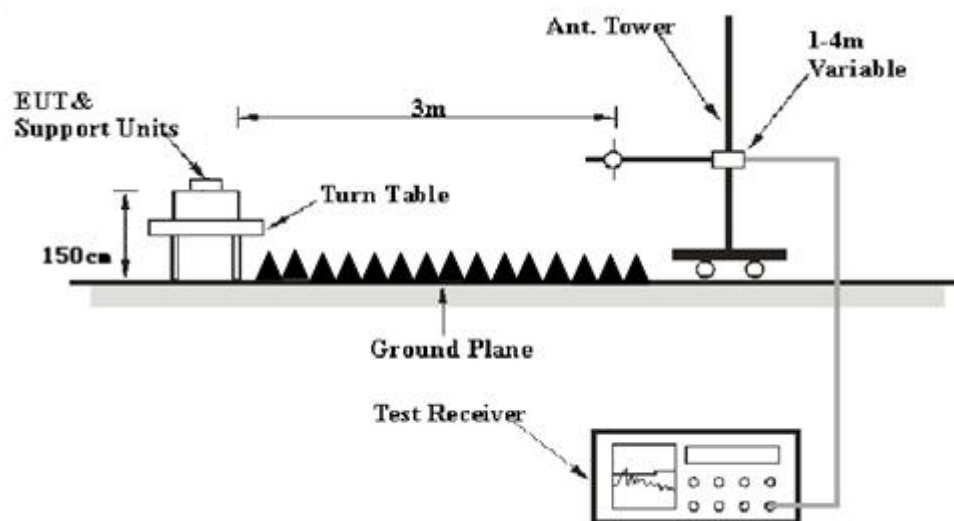 Ant. Tower
1-4m
Variable
EUT&
Support Units
3m
Turn Table
150cm
Ground Plane
Test Receiver